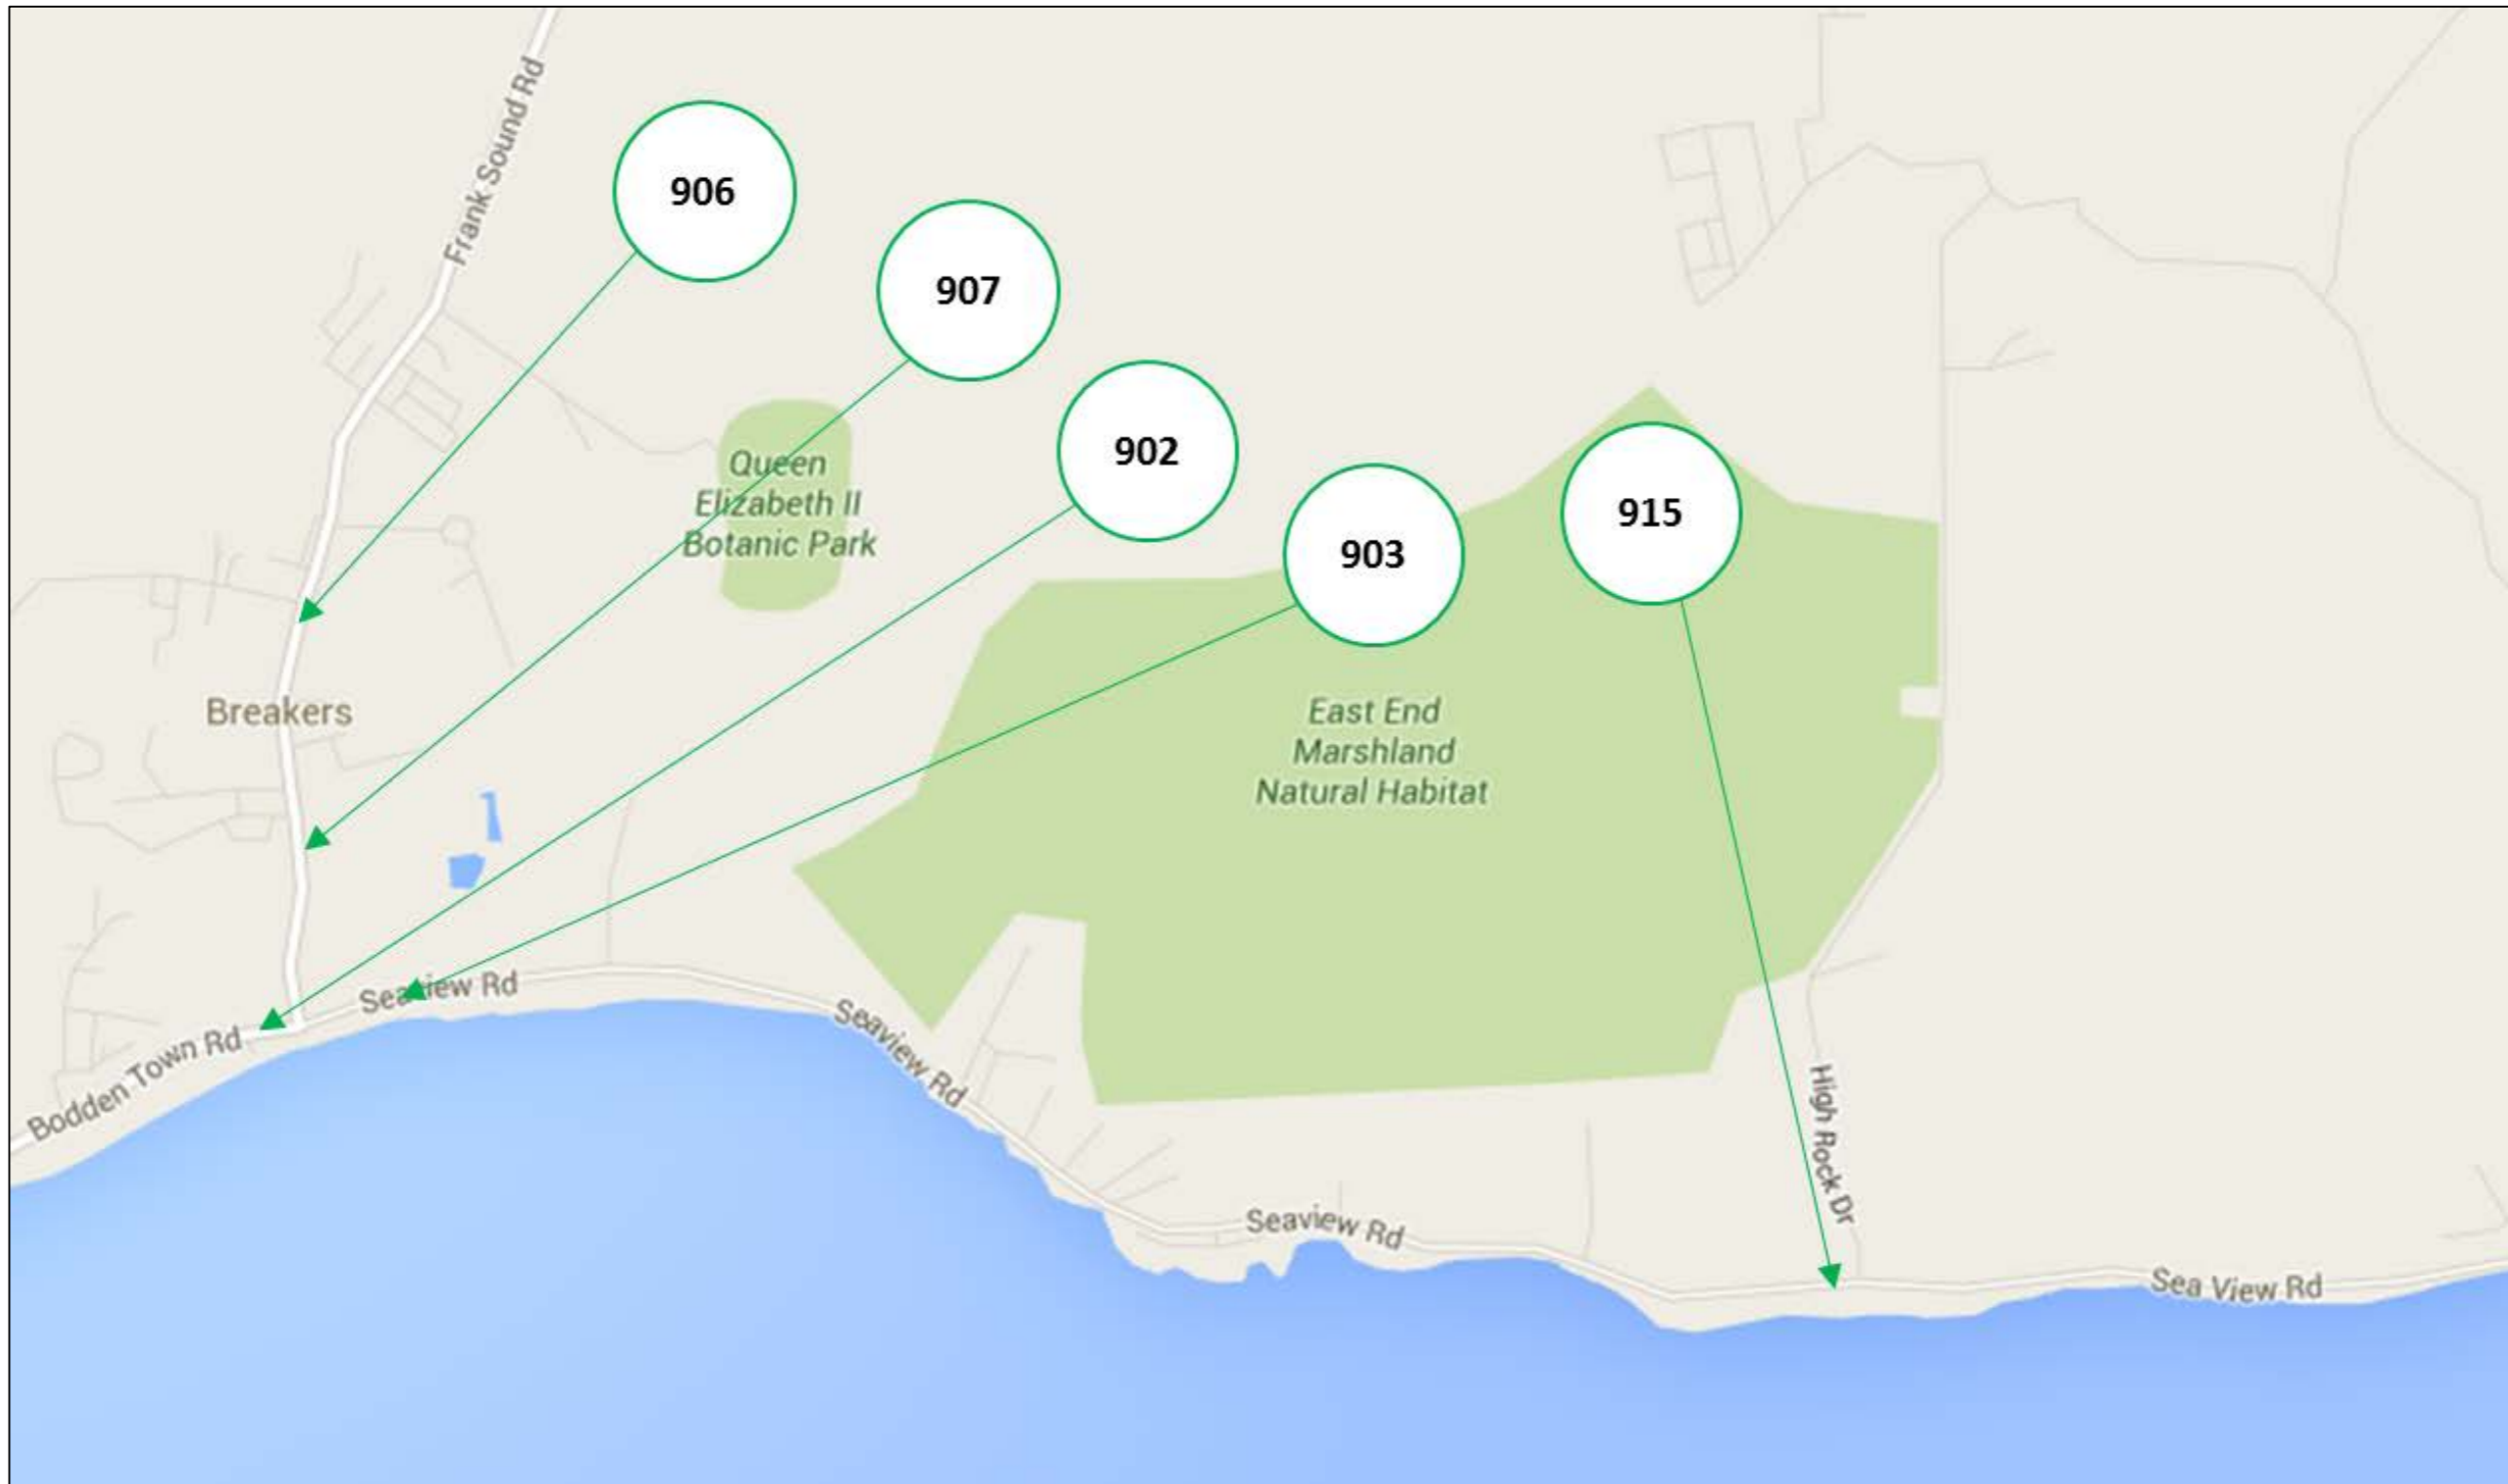 Frank Sound Rd
906
907
902
915
903
Queen
Elizabeth II
Botanic Park
Breakers
East End
Marshland
Natural Habitat
Seaview Rd
Seaview Rd
Bodden Town Rd
High Rock Dr
Seaview Rd
Sea View Rd